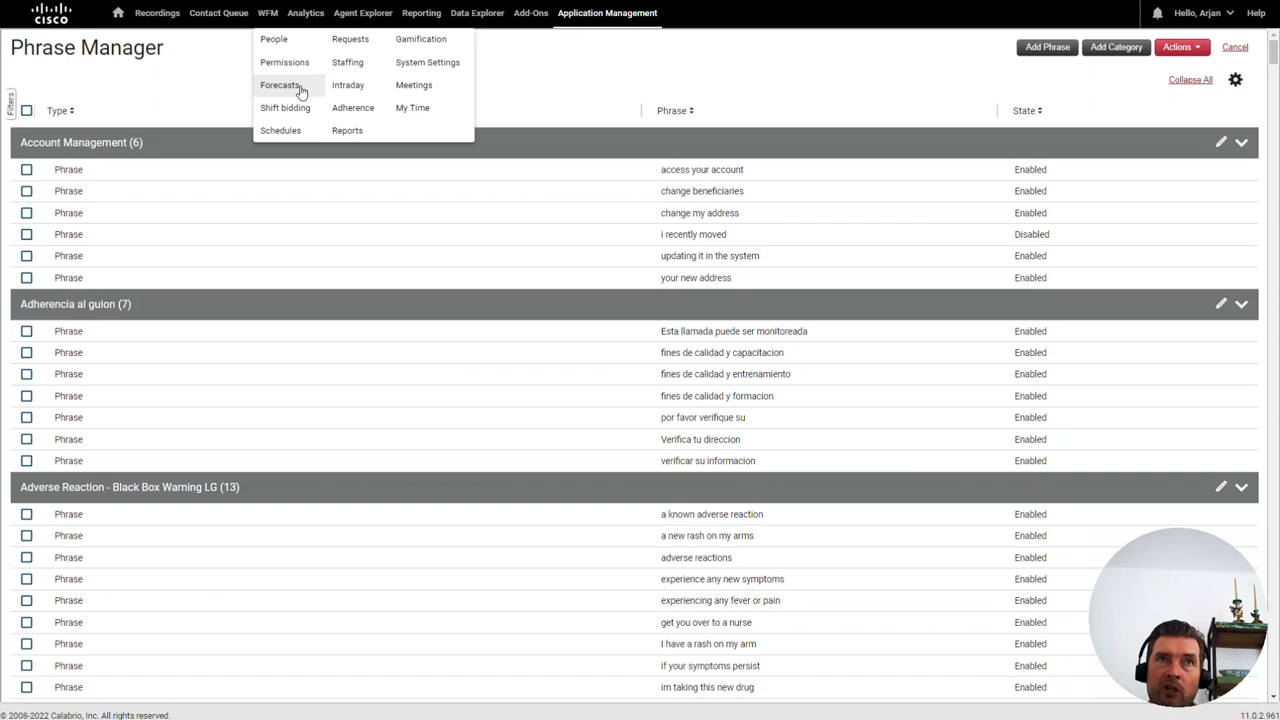 CISCO Recordings Contact Queue WFM Analytics Agent Explorer Reporting Data Explorer Add-Ons Application Management Hello, Arjan Help
Phrase Manager
People Requests Gamification
Permissions Staffing System Settings
Forecasts Intraday Meetings
Shift bidding Adherence My Time
Schedules Reports
Add Phrase Add Category Actions Cancel
Collapse All
Filters
Type Phrase State
Account Management (6)
Phrase access your account Enabled
Phrase change beneficiaries Enabled
Phrase change my address Enabled
Phrase i recently moved Disabled
Phrase updating it in the system Enabled
Phrase your new address Enabled
Adherencia al guion (7)
Phrase Esta llamada puede ser monitoreada Enabled
Phrase fines de calidad y capacitacion Enabled
Phrase fines de calidad y entrenamiento Enabled
Phrase fines de calidad y formacion Enabled
Phrase por favor verifique su Enabled
Phrase Verifica tu direccion Enabled
Phrase verificar su informacion Enabled
Adverse Reaction - Black Box Warning LG (13)
Phrase a known adverse reaction Enabled
Phrase a new rash on my arms Enabled
Phrase adverse reactions Enabled
Phrase experience any new symptoms Enabled
Phrase experiencing any fever or pain Enabled
Phrase get you over to a nurse Enabled
Phrase I have a rash on my arm Enabled
Phrase if your symptoms persist Enabled
Phrase im taking this new drug Enabled
© 2008-2022 Calabrio, Inc. All rights reserved. 11.0.2.961